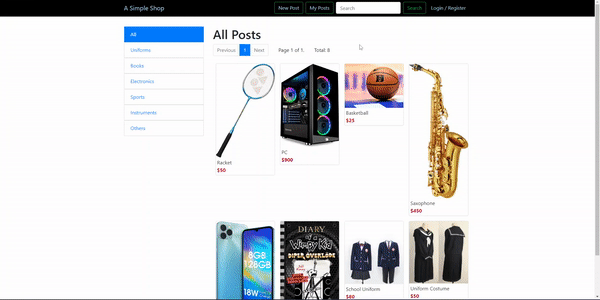 A Simple Shop
New Post
My Posts
Search
Search
Login / Register
All
Uniforms
Books
Electronics
Sports
Instruments
Others
All Posts
Previous
1
Next
Page 1 of 1.
Total: 8
Racket
$50
PC
$900
Basketball
$25
Saxophone
$450
8GB
128GB
18W
DIARY
of a
Wimpy Kid
DIPER ÖVERLÖDE
School Uniform
$80
Uniform Costume
$50